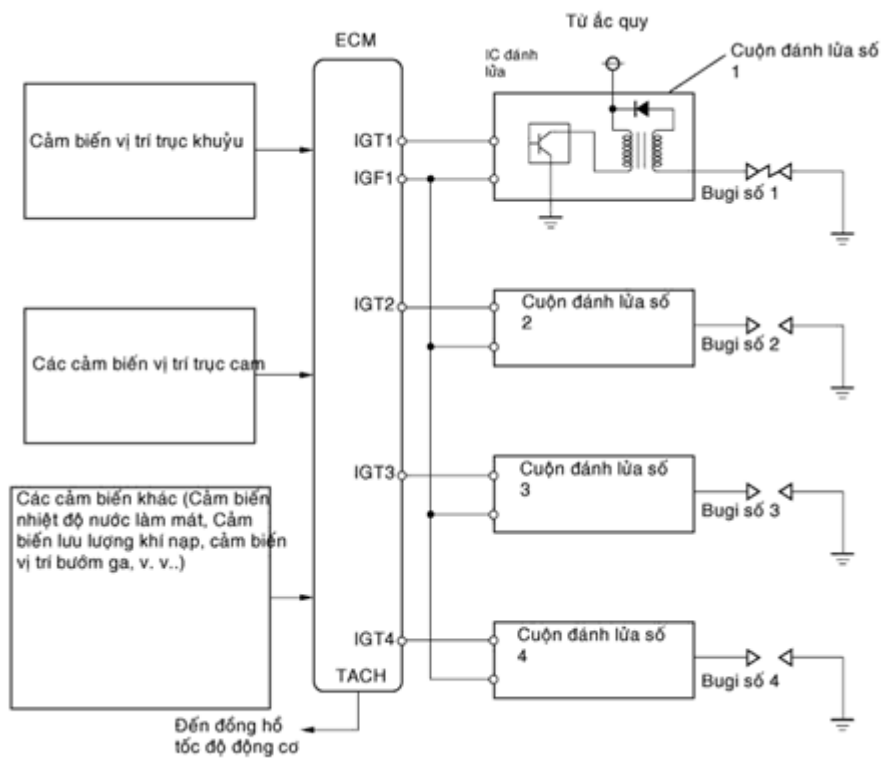 Từ ắc quy
ECM
IC đánh
lửa
Cuộn đánh lửa số
1
Cảm biến vị trí trục khuỷu
IGT1
IGF1
Bugi số 1
IGT2
Cuộn đánh lửa số
2
Bugi số 2
Các cảm biến vị trí trục cam
IGT3
Cuộn đánh lửa số
3
Bugi số 3
Các cảm biến khác (Cảm biến
nhiệt độ nước làm mát, Cảm
biến lưu lượng khí nạp, cảm biến
vị trí bướm ga, v. v..)
IGT4
Cuộn đánh lửa số
4
Bugi số 4
TACH
Đến đồng hồ
tốc độ động cơ